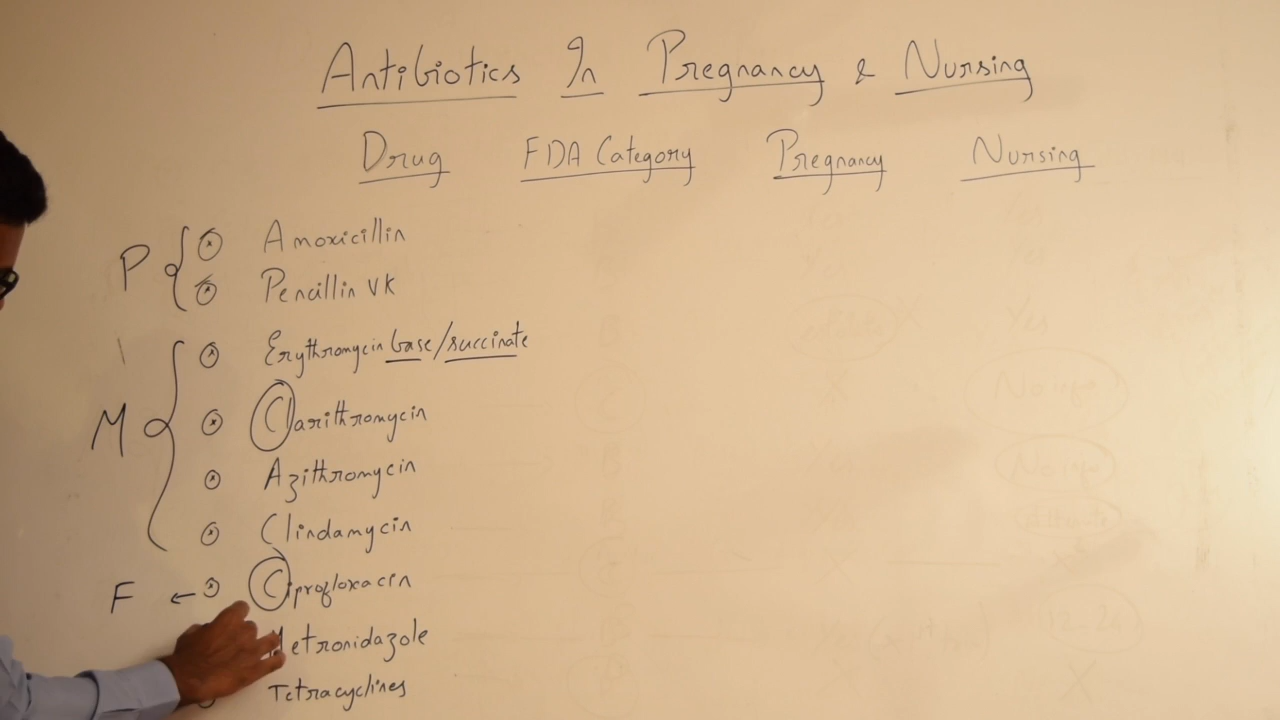 Antibiotics In Pregnancy & Nursing
Drug FDA Category Pregnancy Nursing
P
Amoxicillin
Pencillin VK
M
Erythromycin base/succinate
Clarithromycin
Azithromycin
Clindamycin
F ← Ciprofloxacin
Metronidazole
Tetracyclines